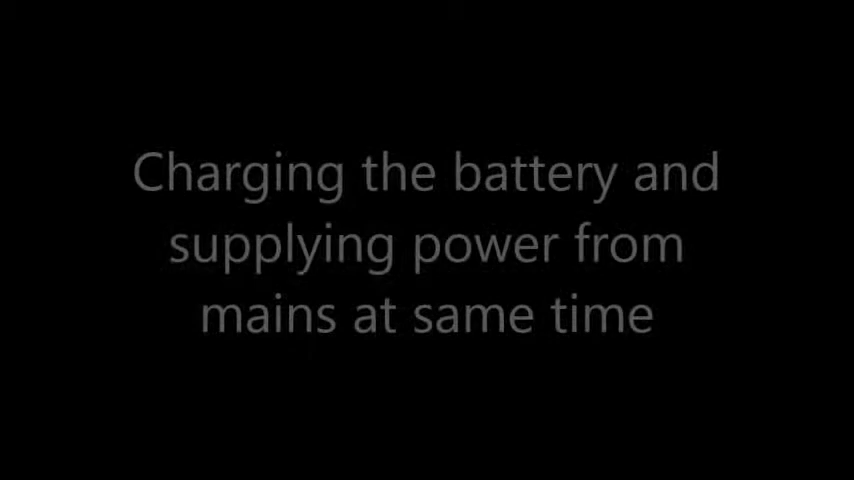 Charging the battery and
supplying power from
mains at same time